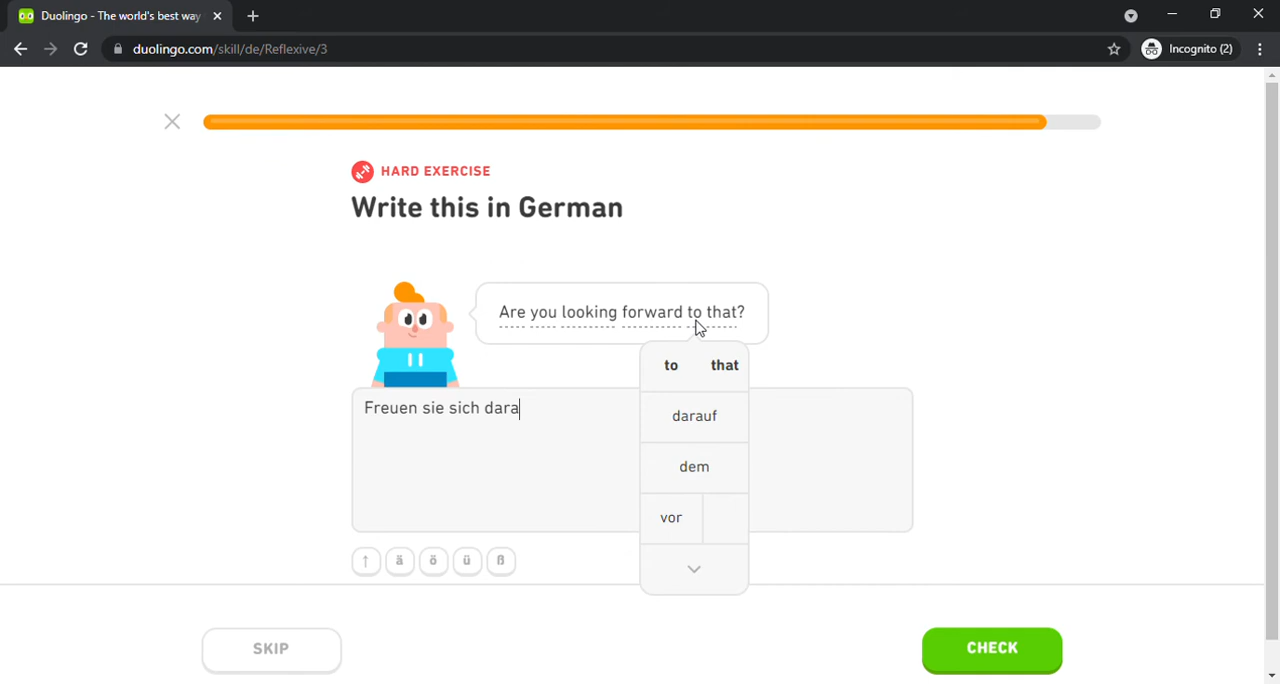 Duolingo - The world's best way
duolingo.com/skill/de/Reflexive/3
Incognito (2)
HARD EXERCISE
Write this in German
Are you looking forward to that?
to that
darauf
dem
vor
Freuen sie sich dara
↑ ä ö ü ß
SKIP
CHECK